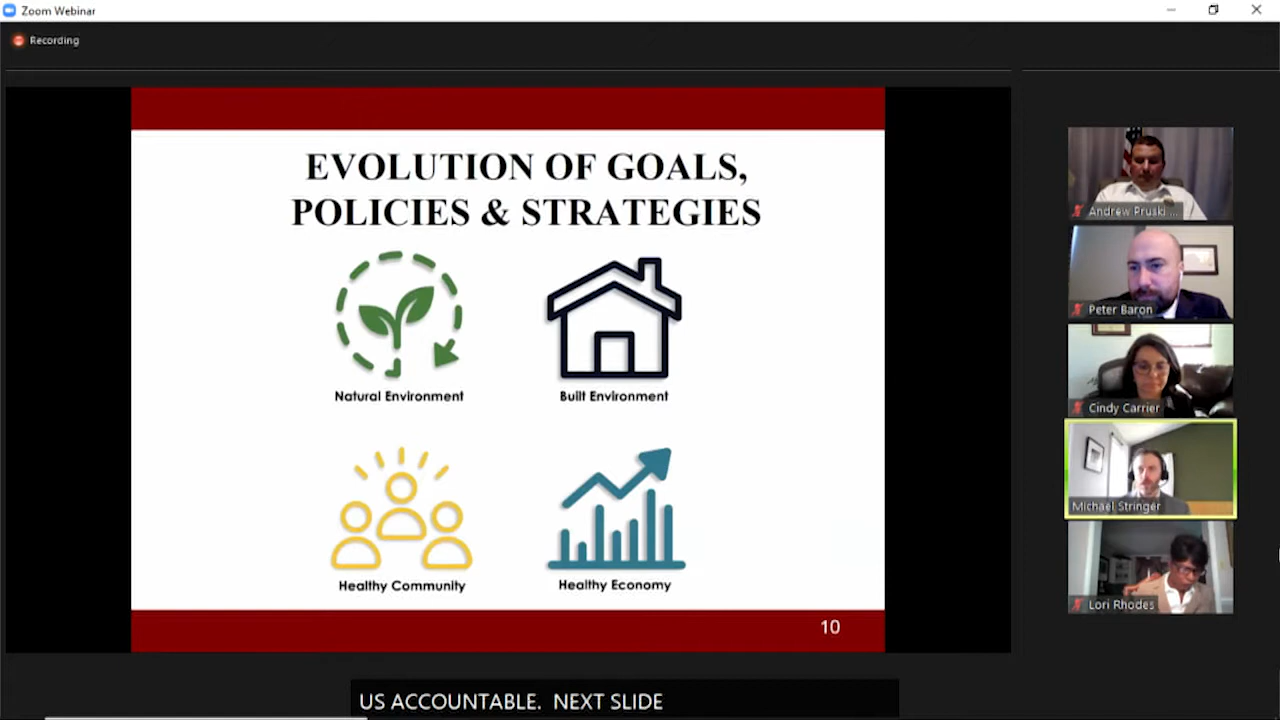 Zoom Webinar
Recording
EVOLUTION OF GOALS,
POLICIES & STRATEGIES
Natural Environment
Built Environment
Healthy Community
Healthy Economy
10
Andrew Pruski ...
Peter Baron
Cindy Carrier
Michael Stringer
Lori Rhodes
US ACCOUNTABLE. NEXT SLIDE